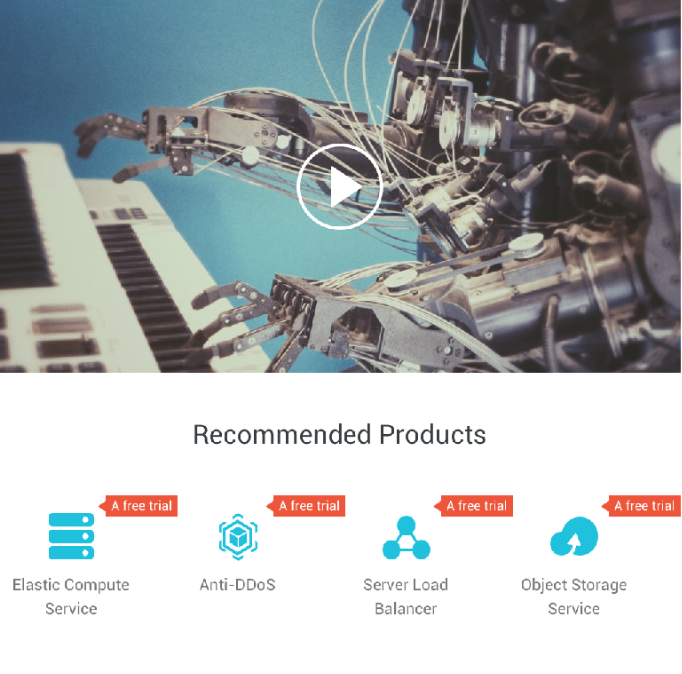 Recommended Products
A free trial
A free trial
A free trial
A free trial
Elastic Compute
Service
Anti-DDoS
Server Load
Balancer
Object Storage
Service